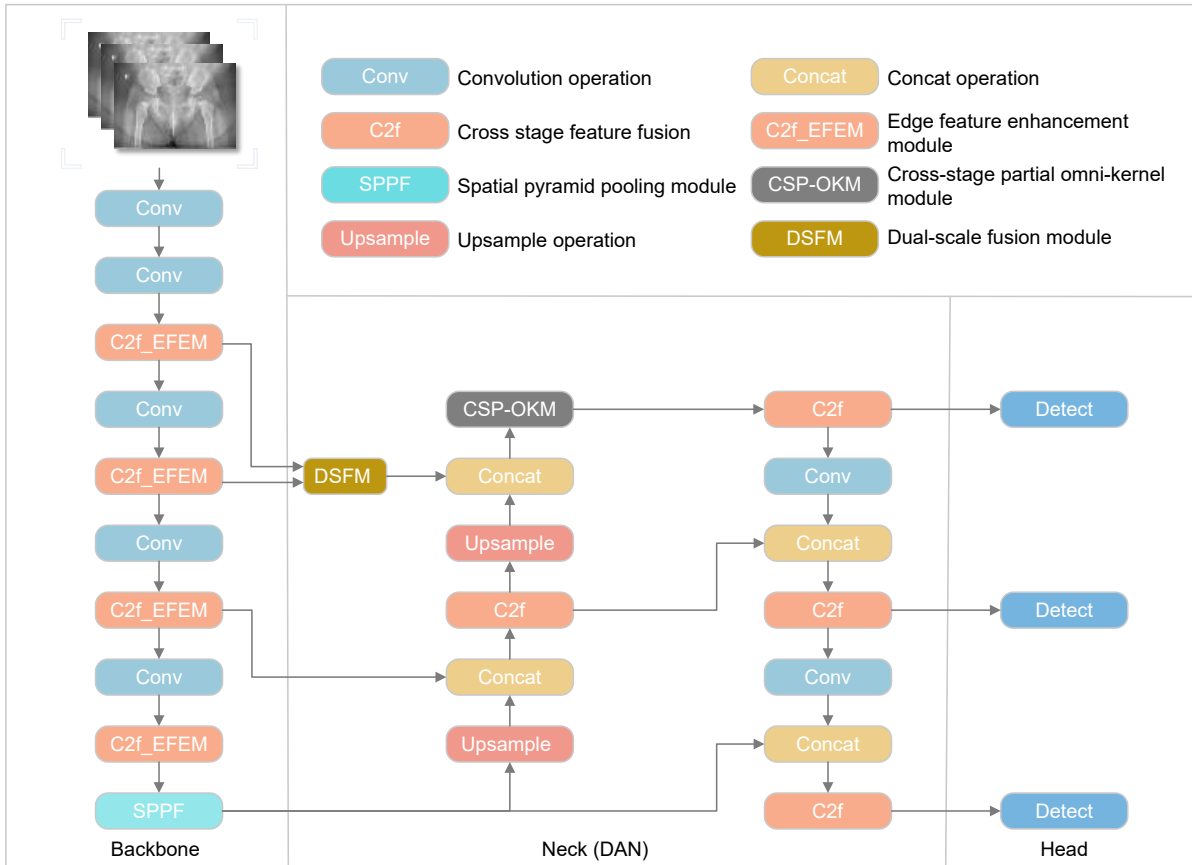 Conv Convolution operation
Concat Concat operation
C2f Cross stage feature fusion
C2f_EFEM Edge feature enhancement
module
SPPF Spatial pyramid pooling module
CSP-OKM Cross-stage partial omni-kernel
module
Upsample Upsample operation
DSFM Dual-scale fusion module
Conv
Conv
C2f_EFEM
Conv
C2f_EFEM
Conv
C2f_EFEM
Conv
C2f_EFEM
SPPF
Backbone
DSFM
CSP-OKM
Concat
Upsample
C2f
Concat
Upsample
C2f
Conv
Concat
C2f
Conv
Concat
C2f
Neck (DAN)
Detect
Detect
Detect
Head